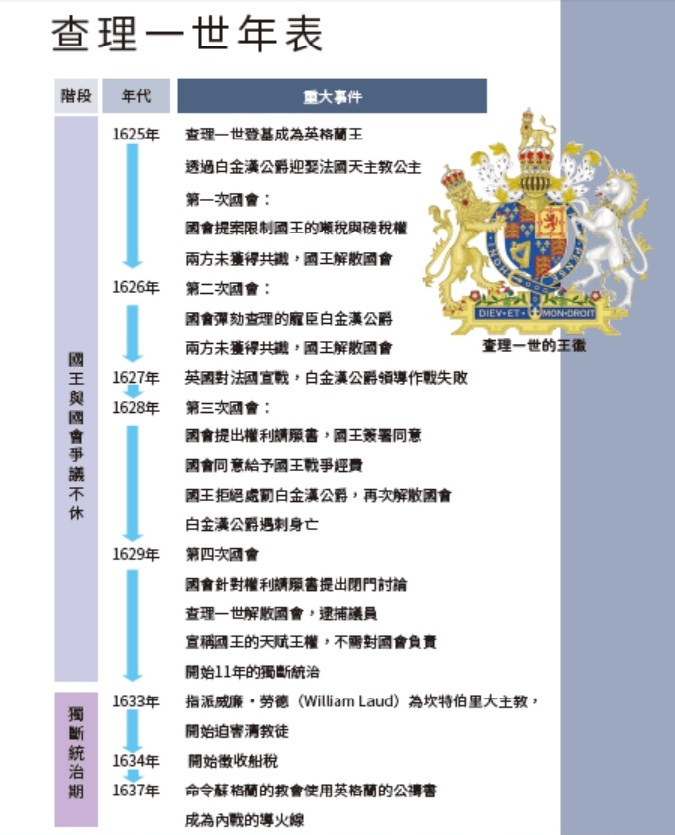 查理一世年表
階段 年代 重大事件
國王與國會爭議不休
1625年 查理一世登基成為英格蘭王
透過白金漢公爵迎娶法國天主教公主
第一次國會：
國會提案限制國王的噸稅與磅稅權
兩方未獲得共識，國王解散國會
1626年 第二次國會：
國會彈劾查理的寵臣白金漢公爵
兩方未獲得共識，國王解散國會
1627年 英國對法國宣戰，白金漢公爵領導作戰失敗
1628年 第三次國會：
國會提出權利請願書，國王簽署同意
國會同意給予國王戰爭經費
國王拒絕處罰白金漢公爵，再次解散國會
白金漢公爵遇刺身亡
1629年 第四次國會
國會針對權利請願書提出閉門討論
查理一世解散國會，逮捕議員
宣稱國王的天賦王權，不需對國會負責
開始11年的獨斷統治
獨斷統治期
1633年 指派威廉・勞德（William Laud）為坎特伯里大主教，
開始迫害清教徒
1634年 開始徵收船稅
1637年 命令蘇格蘭的教會使用英格蘭的公禱書
成為內戰的導火線
DIEV·ET MON·DROIT
查理一世的王徽